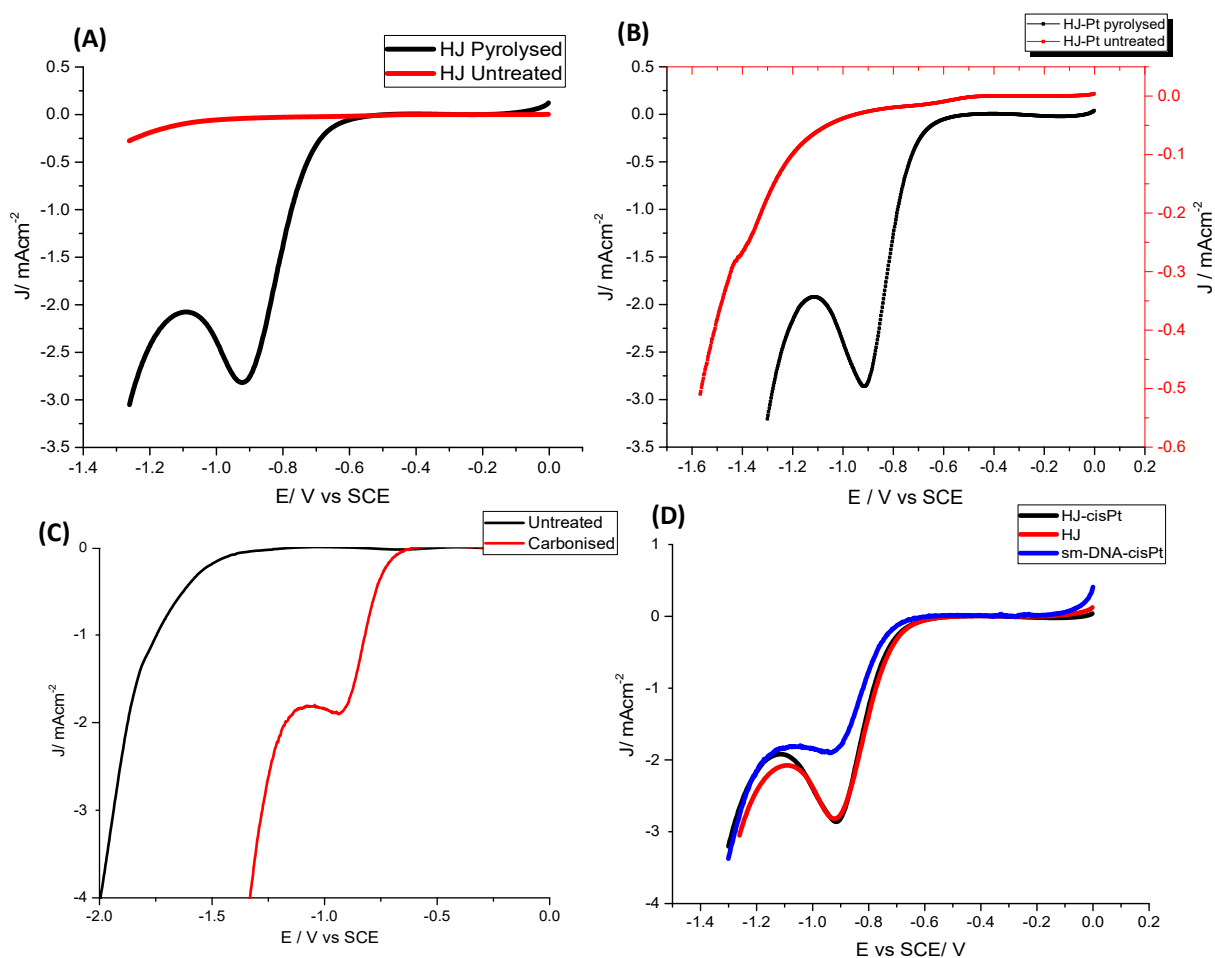 (A)
HJ Pyrolysed
HJ Untreated
0.5
0.0
-0.5
-1.0
-1.5
-2.0
-2.5
-3.0
-3.5
J/ mAcm-2
-1.4 -1.2 -1.0 -0.8 -0.6 -0.4 -0.2 0.0
E/ V vs SCE
(B)
HJ-Pt pyrolysed
HJ-Pt untreated
0.5
0.0
-0.5
-1.0
-1.5
-2.0
-2.5
-3.0
-3.5
J/ mAcm-2
0.0
-0.1
-0.2
-0.3
-0.4
-0.5
-0.6
J / mAcm-2
-1.6 -1.4 -1.2 -1.0 -0.8 -0.6 -0.4 -0.2 0.0 0.2
E / V vs SCE
(C)
Untreated
Carbonised
0
-1
-2
-3
-4
J/ mAcm-2
-2.0 -1.5 -1.0 -0.5 0.0
E / V vs SCE
(D)
HJ-cisPt
HJ
sm-DNA-cisPt
1
0
-1
-2
-3
-4
J/ mAcm-2
-1.4 -1.2 -1.0 -0.8 -0.6 -0.4 -0.2 0.0 0.2
E vs SCE/ V